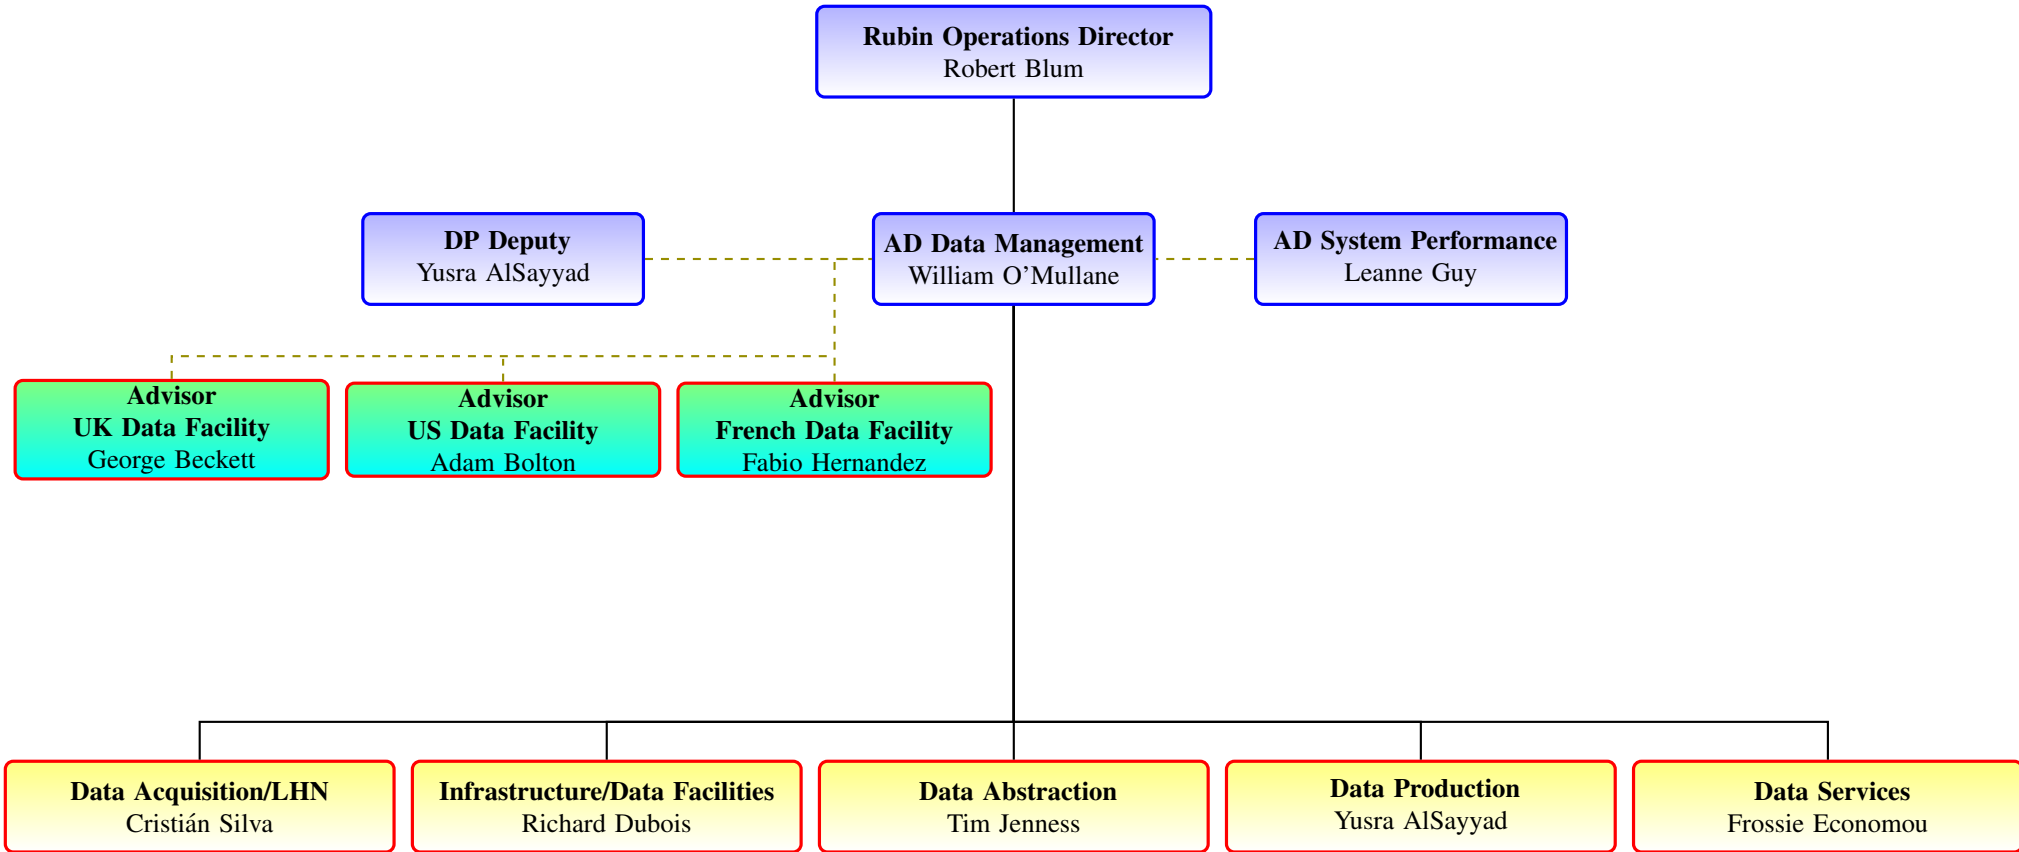 Rubin Operations Director
Robert Blum
DP Deputy
Yusra AlSayyad
AD Data Management
William O’Mullane
AD System Performance
Leanne Guy
Advisor
UK Data Facility
George Beckett
Advisor
US Data Facility
Adam Bolton
Advisor
French Data Facility
Fabio Hernandez
Data Acquisition/LHN
Cristián Silva
Infrastructure/Data Facilities
Richard Dubois
Data Abstraction
Tim Jenness
Data Production
Yusra AlSayyad
Data Services
Frossie Economou